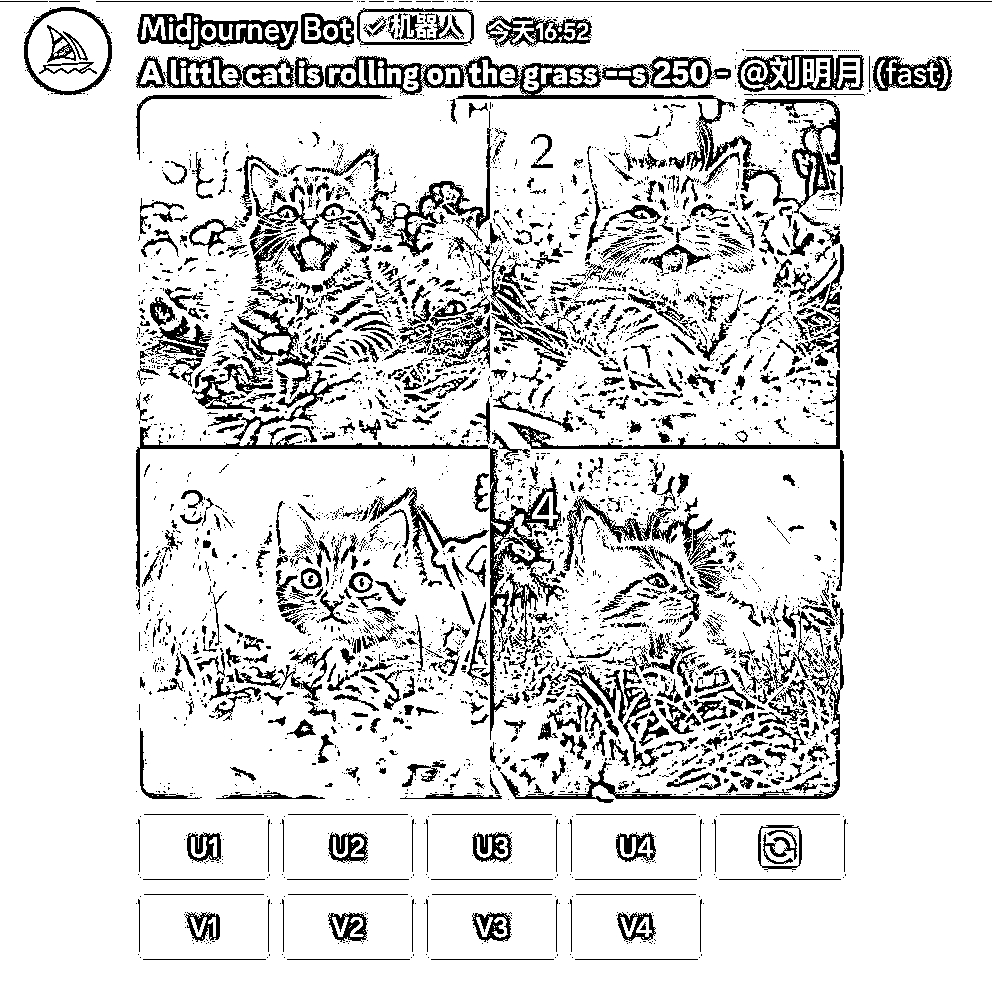 Midjourney Bot ✓机器人 今天16:52
A little cat is rolling on the grass --s 250 - @刘明月 (fast)
2
3
4
U1 U2 U3 U4
V1 V2 V3 V4